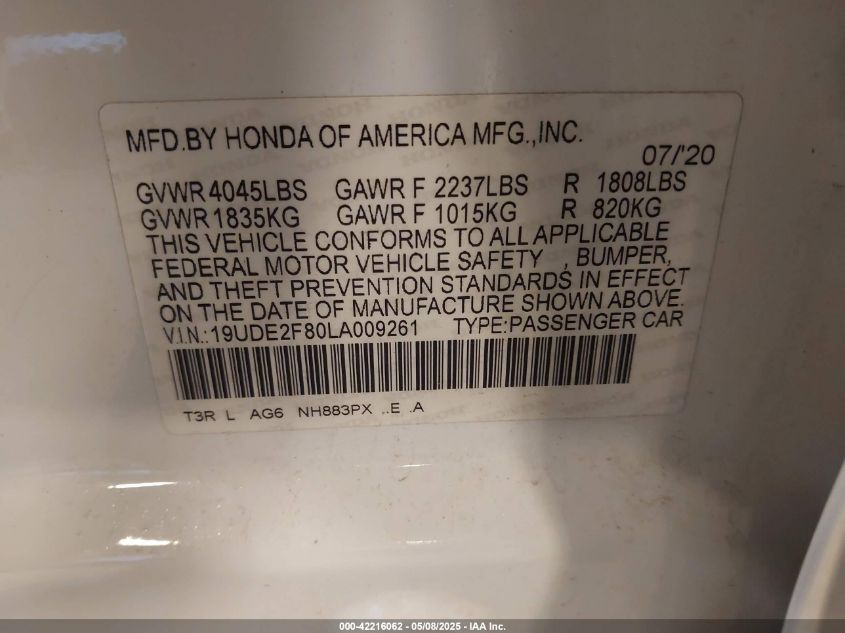 MFD.BY HONDA OF AMERICA MFG.,INC.
07/'20
GVWR 4045LBS GAWR F 2237LBS R 1808LBS
GVWR 1835KG GAWR F 1015KG R 820KG
THIS VEHICLE CONFORMS TO ALL APPLICABLE
FEDERAL MOTOR VEHICLE SAFETY , BUMPER,
AND THEFT PREVENTION STANDARDS IN EFFECT
ON THE DATE OF MANUFACTURE SHOWN ABOVE.
V.I.N.:19UDE2F80LA009261 TYPE:PASSENGER CAR
T3R L AG6 NH883PX ..E .A
000-42216062 - 05/08/2025 - IAA Inc.